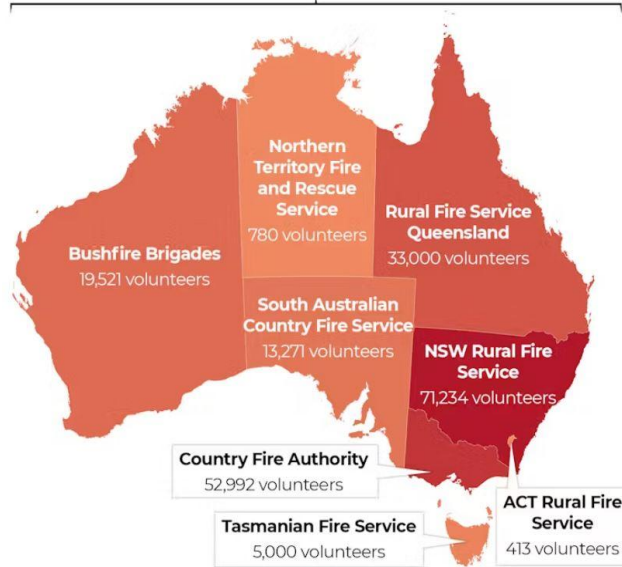 Northern
Territory Fire
and Rescue
Service
780 volunteers
Rural Fire Service
Queensland
33,000 volunteers
Bushfire Brigades
19,521 volunteers
South Australian
Country Fire Service
13,271 volunteers
NSW Rural Fire
Service
71,234 volunteers
Country Fire Authority
52,992 volunteers
ACT Rural Fire
Service
413 volunteers
Tasmanian Fire Service
5,000 volunteers